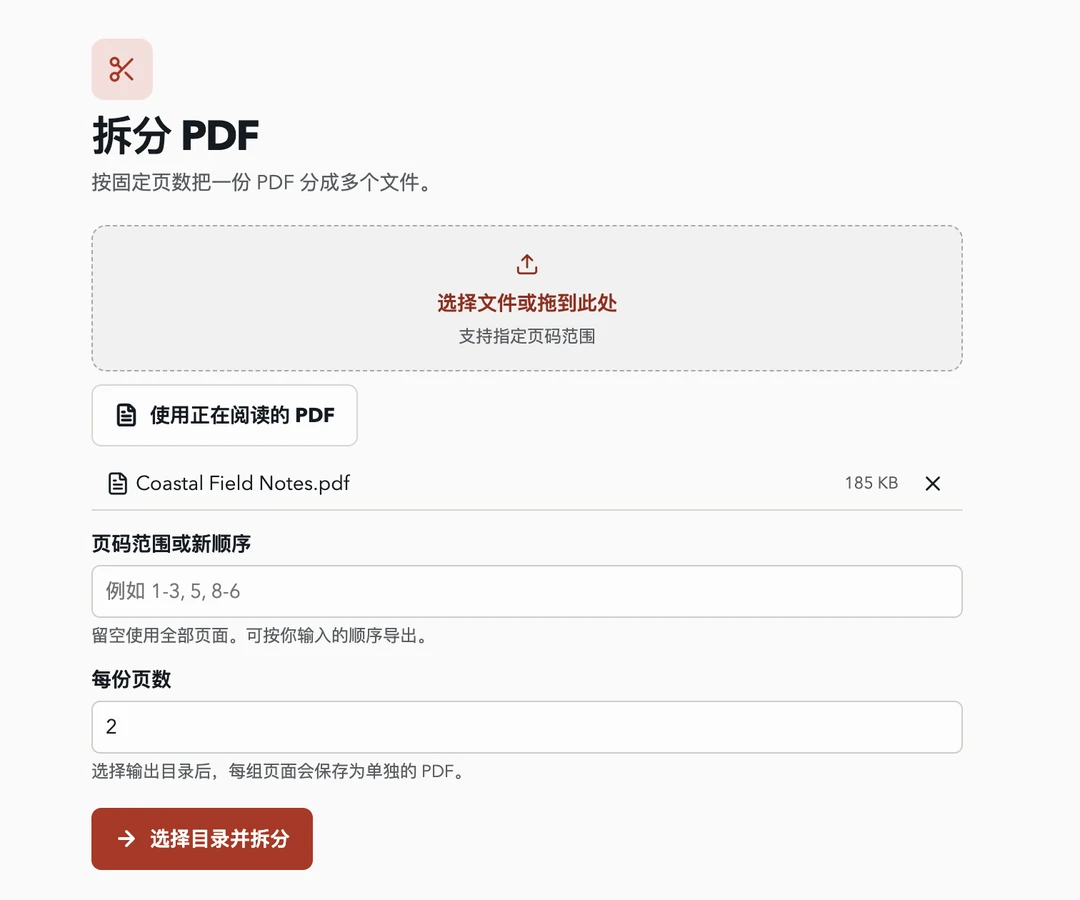 拆分 PDF
按固定页数把一份 PDF 分成多个文件。
选择文件或拖到此处
支持指定页码范围
使用正在阅读的 PDF
Coastal Field Notes.pdf 185 KB
页码范围或新顺序
例如 1-3, 5, 8-6
留空使用全部页面。可按你输入的顺序导出。
每份页数
2
选择输出目录后，每组页面会保存为单独的 PDF。
选择目录并拆分